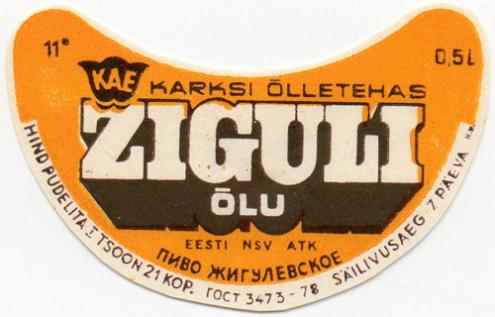 11°
0,5L
KAE
KARKSI ÕLLETEHAS
ZIGULI
ÕLU
EESTI NSV ATK
ПИВО ЖИГУЛЕВСКОЕ
HIND PUDELITA I TSOON 21 KOP. ГОСТ 3473-78 SÄILIVUSAEG 7 PÄEVA